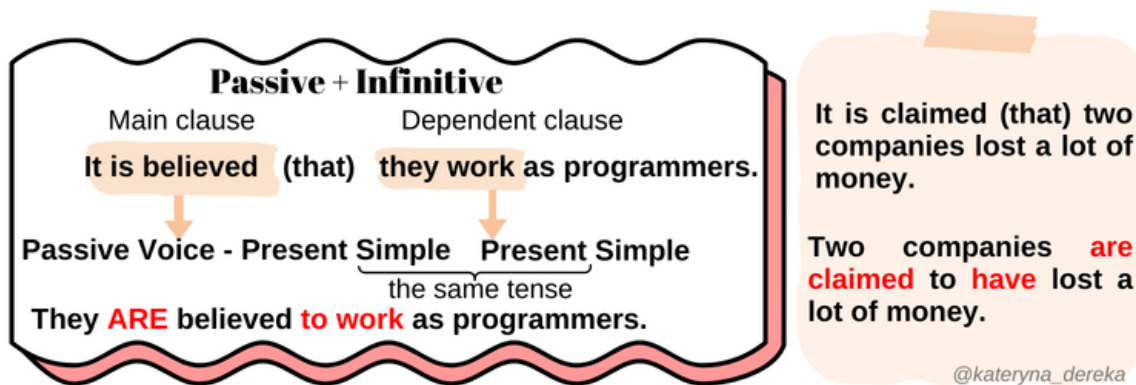 Passive + Infinitive
Main clause
Dependent clause
It is believed (that) they work as programmers.
Passive Voice - Present Simple Present Simple
the same tense
They ARE believed to work as programmers.
It is claimed (that) two
companies lost a lot of
money.
Two companies are
claimed to have lost a
lot of money.
@kateryna_dereka